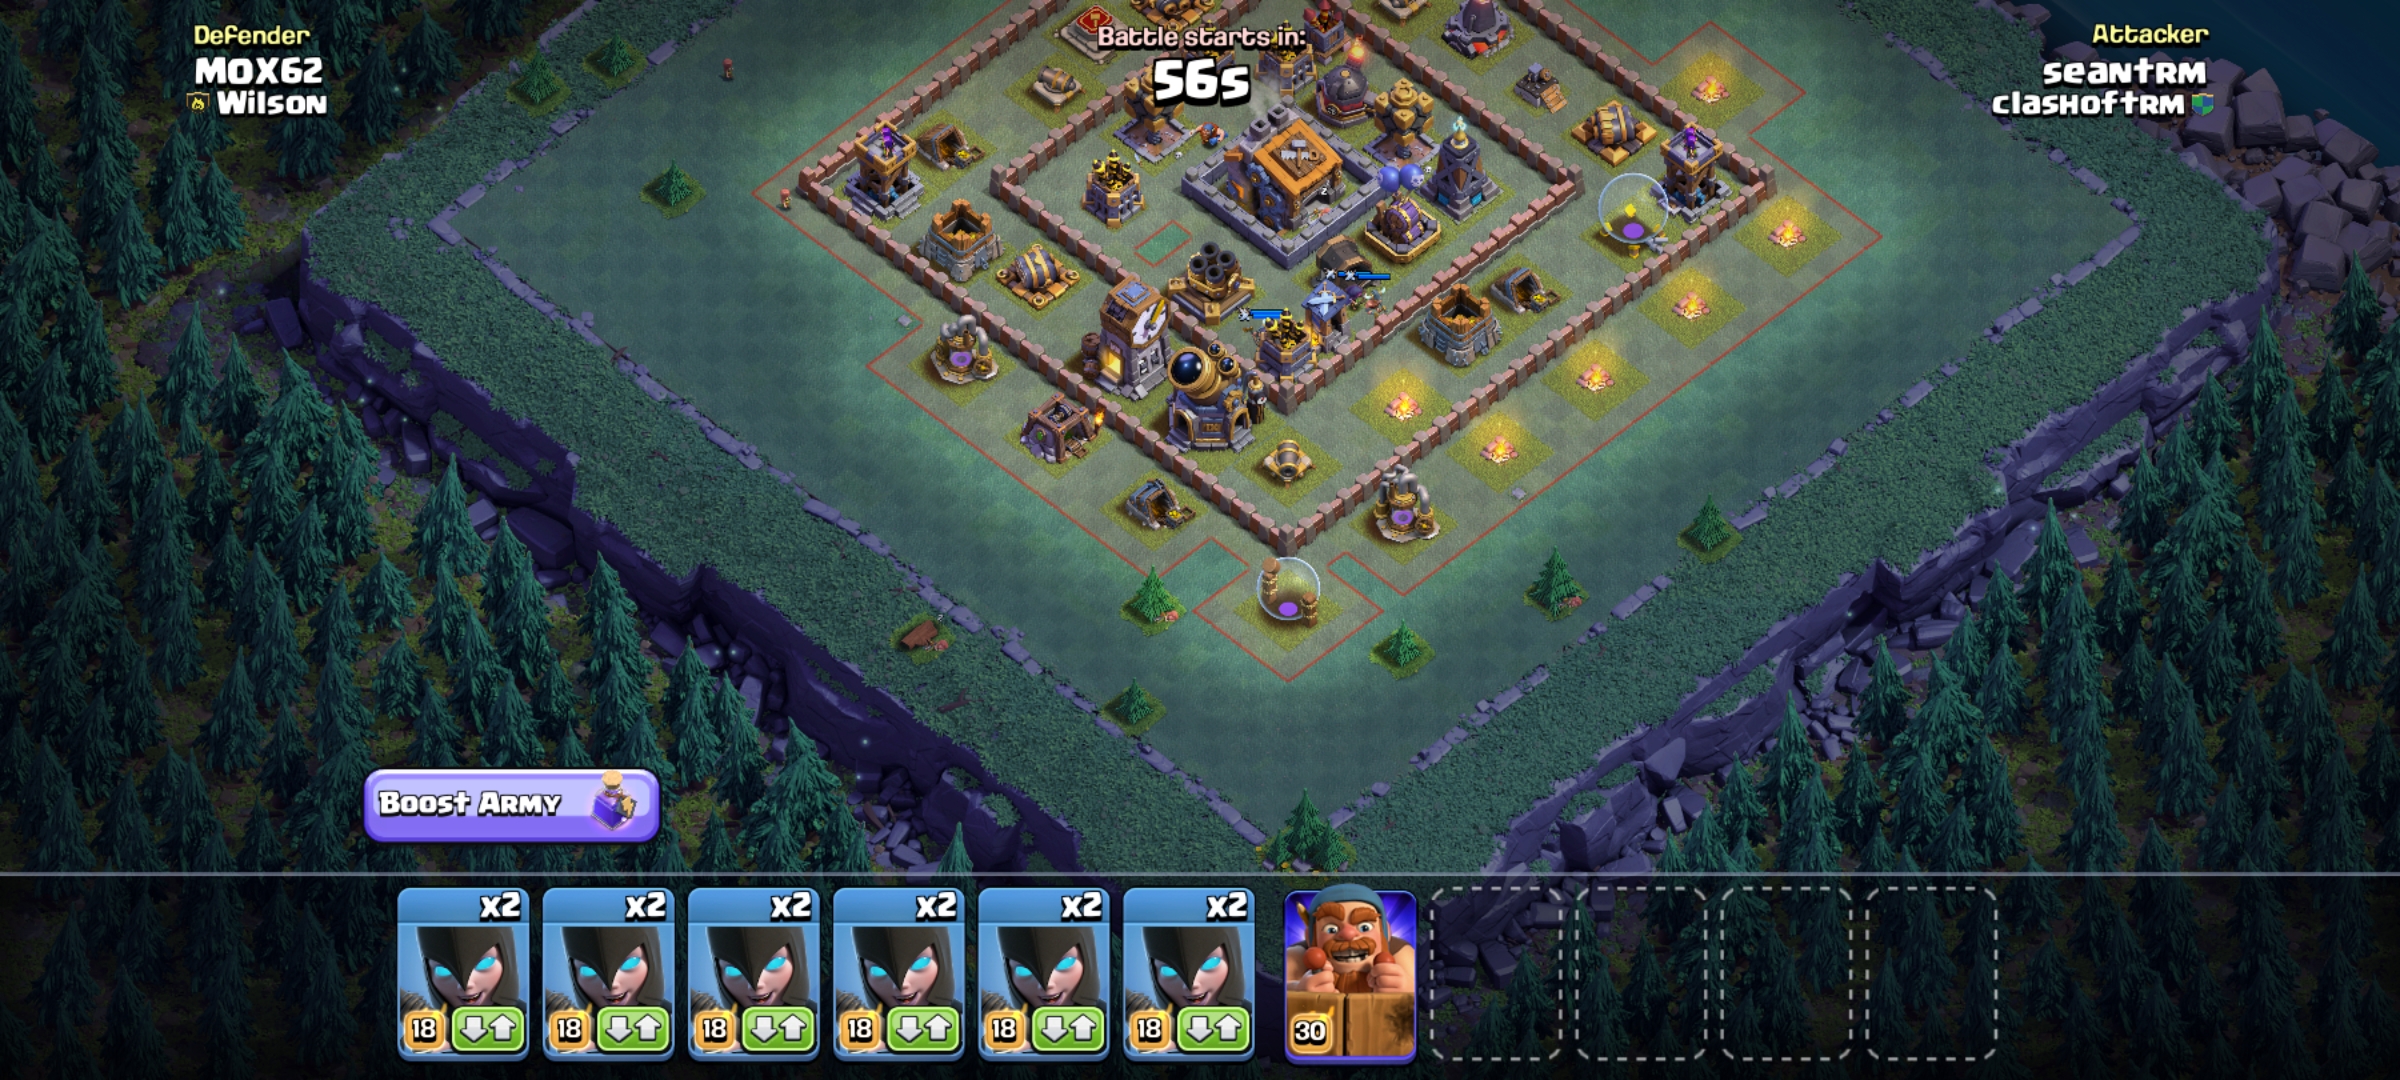 Defender
MOX62
Wilson
Battle starts in:
56s
Attacker
seantRM
clashoftRM
Boost Army
x2
x2
x2
x2
x2
x2
18
18
18
18
18
18
30